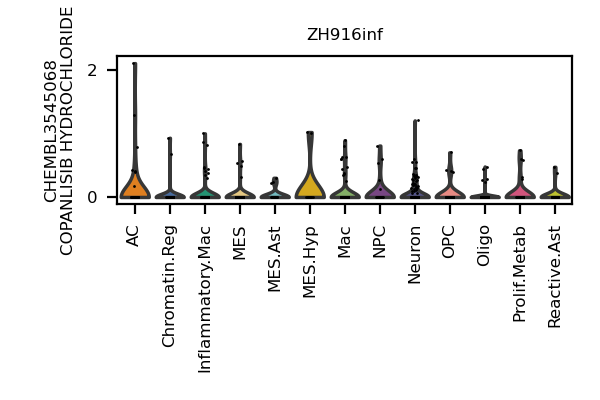 ZH916inf
CHEMBL3545068
COPANLISIB HYDROCHLORIDE
2
0
AC
Chromatin.Reg
Inflammatory.Mac
MES
MES.Ast
MES.Hyp
Mac
NPC
Neuron
OPC
Oligo
Prolif.Metab
Reactive.Ast